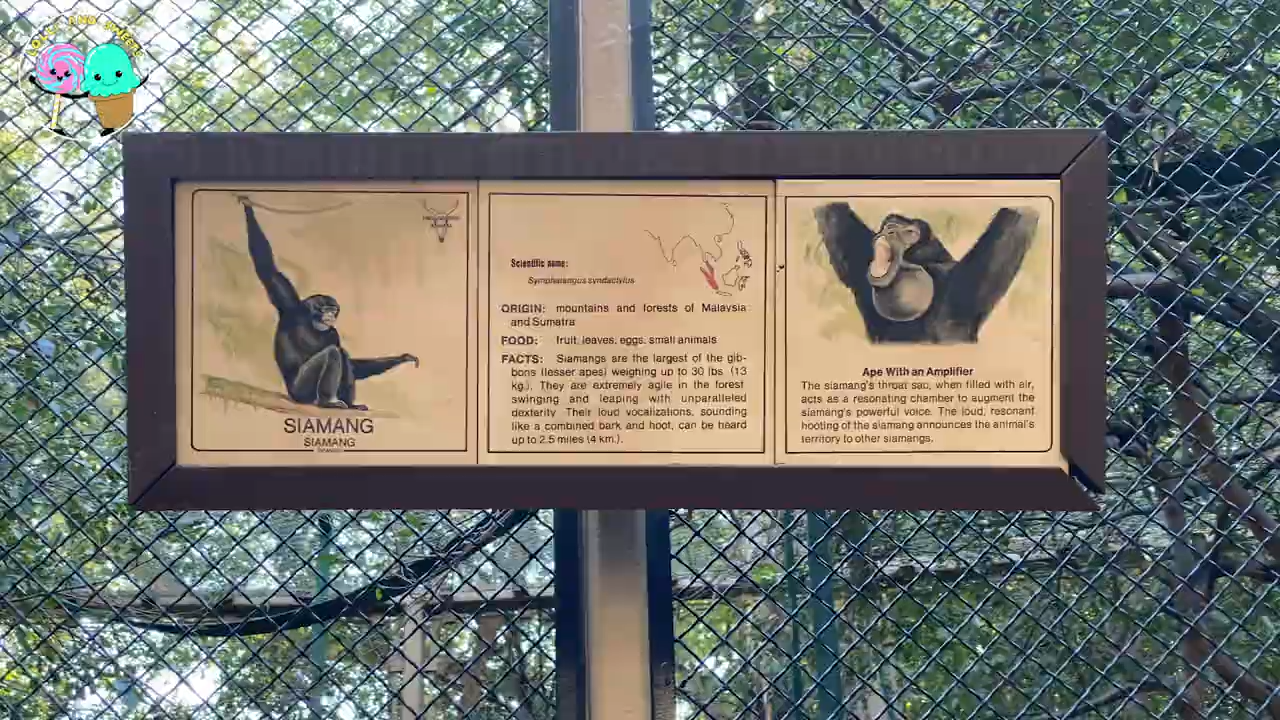 LOLLY AND SWEETS
SIAMANG
SIAMANG
Scientific name:
Symphalangus syndactylus
ORIGIN: mountains and forests of Malaysia
and Sumatra
FOOD: fruit, leaves, eggs, small animals
FACTS: Siamangs are the largest of the gib-
bons (lesser apes) weighing up to 30 lbs (13
kg.). They are extremely agile in the forest
swinging and leaping with unparalleled
dexterity. Their loud vocalizations, sounding
like a combined bark and hoot, can be heard
up to 2.5 miles (4 km.).
Ape With an Amplifier
The siamang's throat sac, when filled with air,
acts as a resonating chamber to augment the
siamang's powerful voice. The loud, resonant
hooting of the siamang announces the animal's
territory to other siamangs.